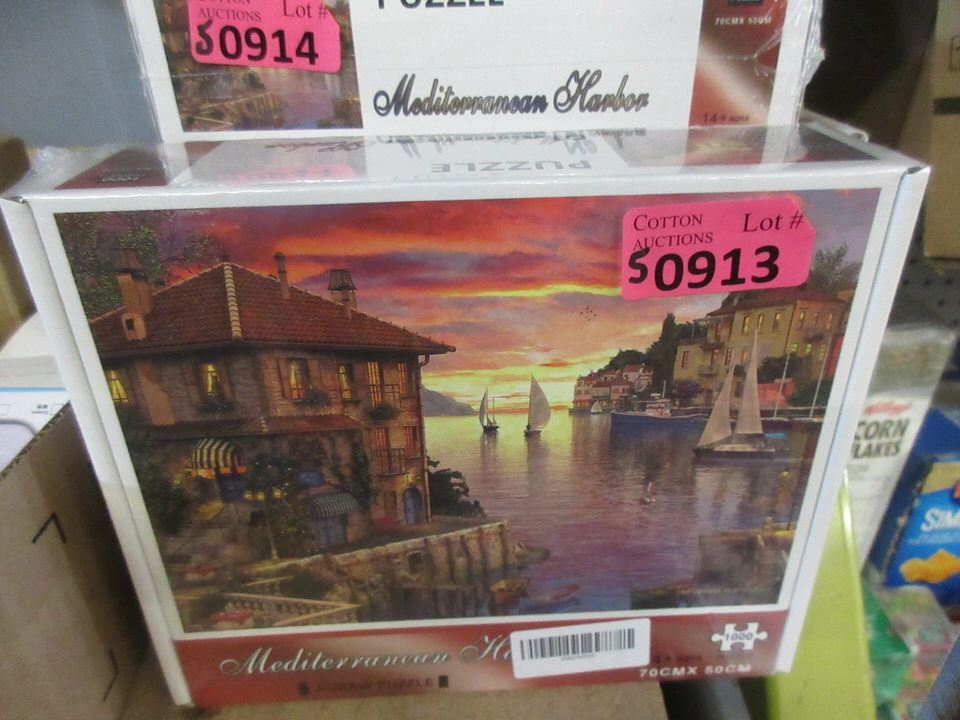 PUZZLE
70CMX 50CM
COTTON
AUCTIONS
Lot #
50914
Mediterranean Harbor
14+ AGES
PUZZLE
COTTON
AUCTIONS
Lot #
50913
CORN
FLAKES
Mediterranean
JIGSAW PUZZLE
1000
70CMX 50CM